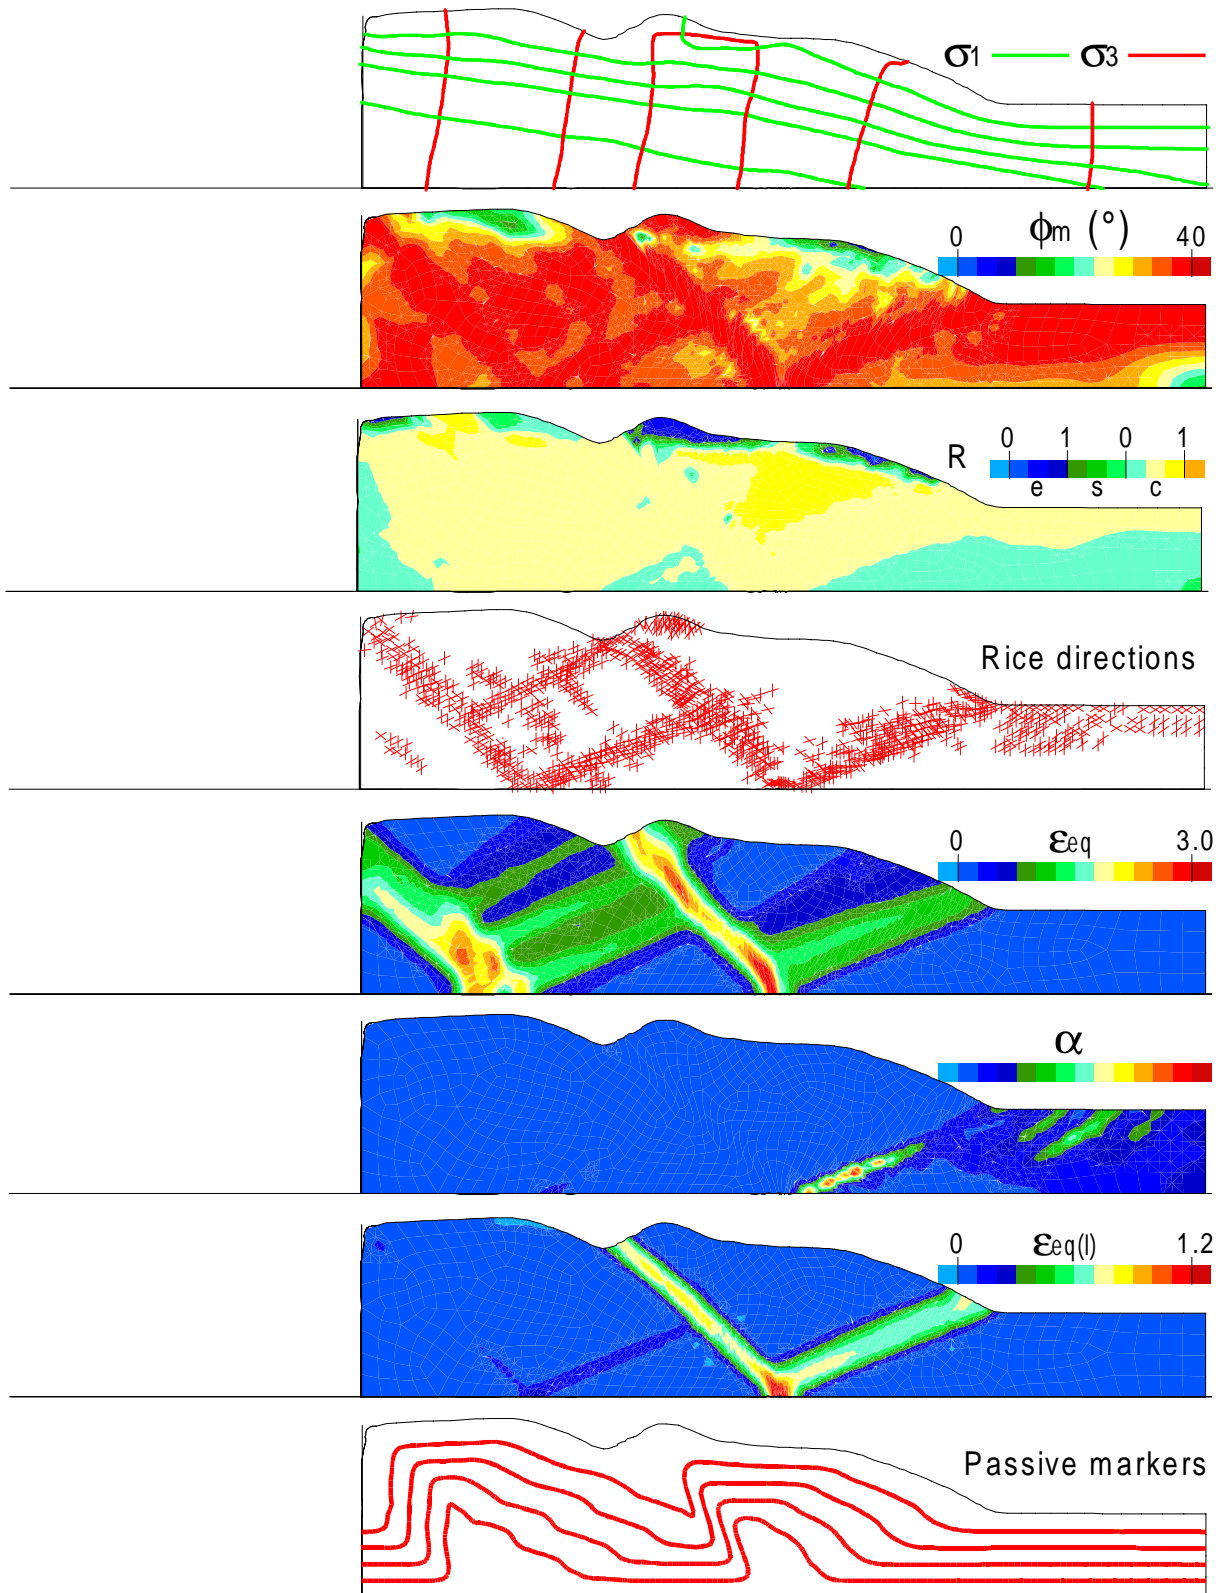 σ1 σ3
ϕm (°)
0 40
R 0 1 0 1
e s c
Rice directions
0 εeq 3.0
α
0 εeq(l) 1.2
Passive markers